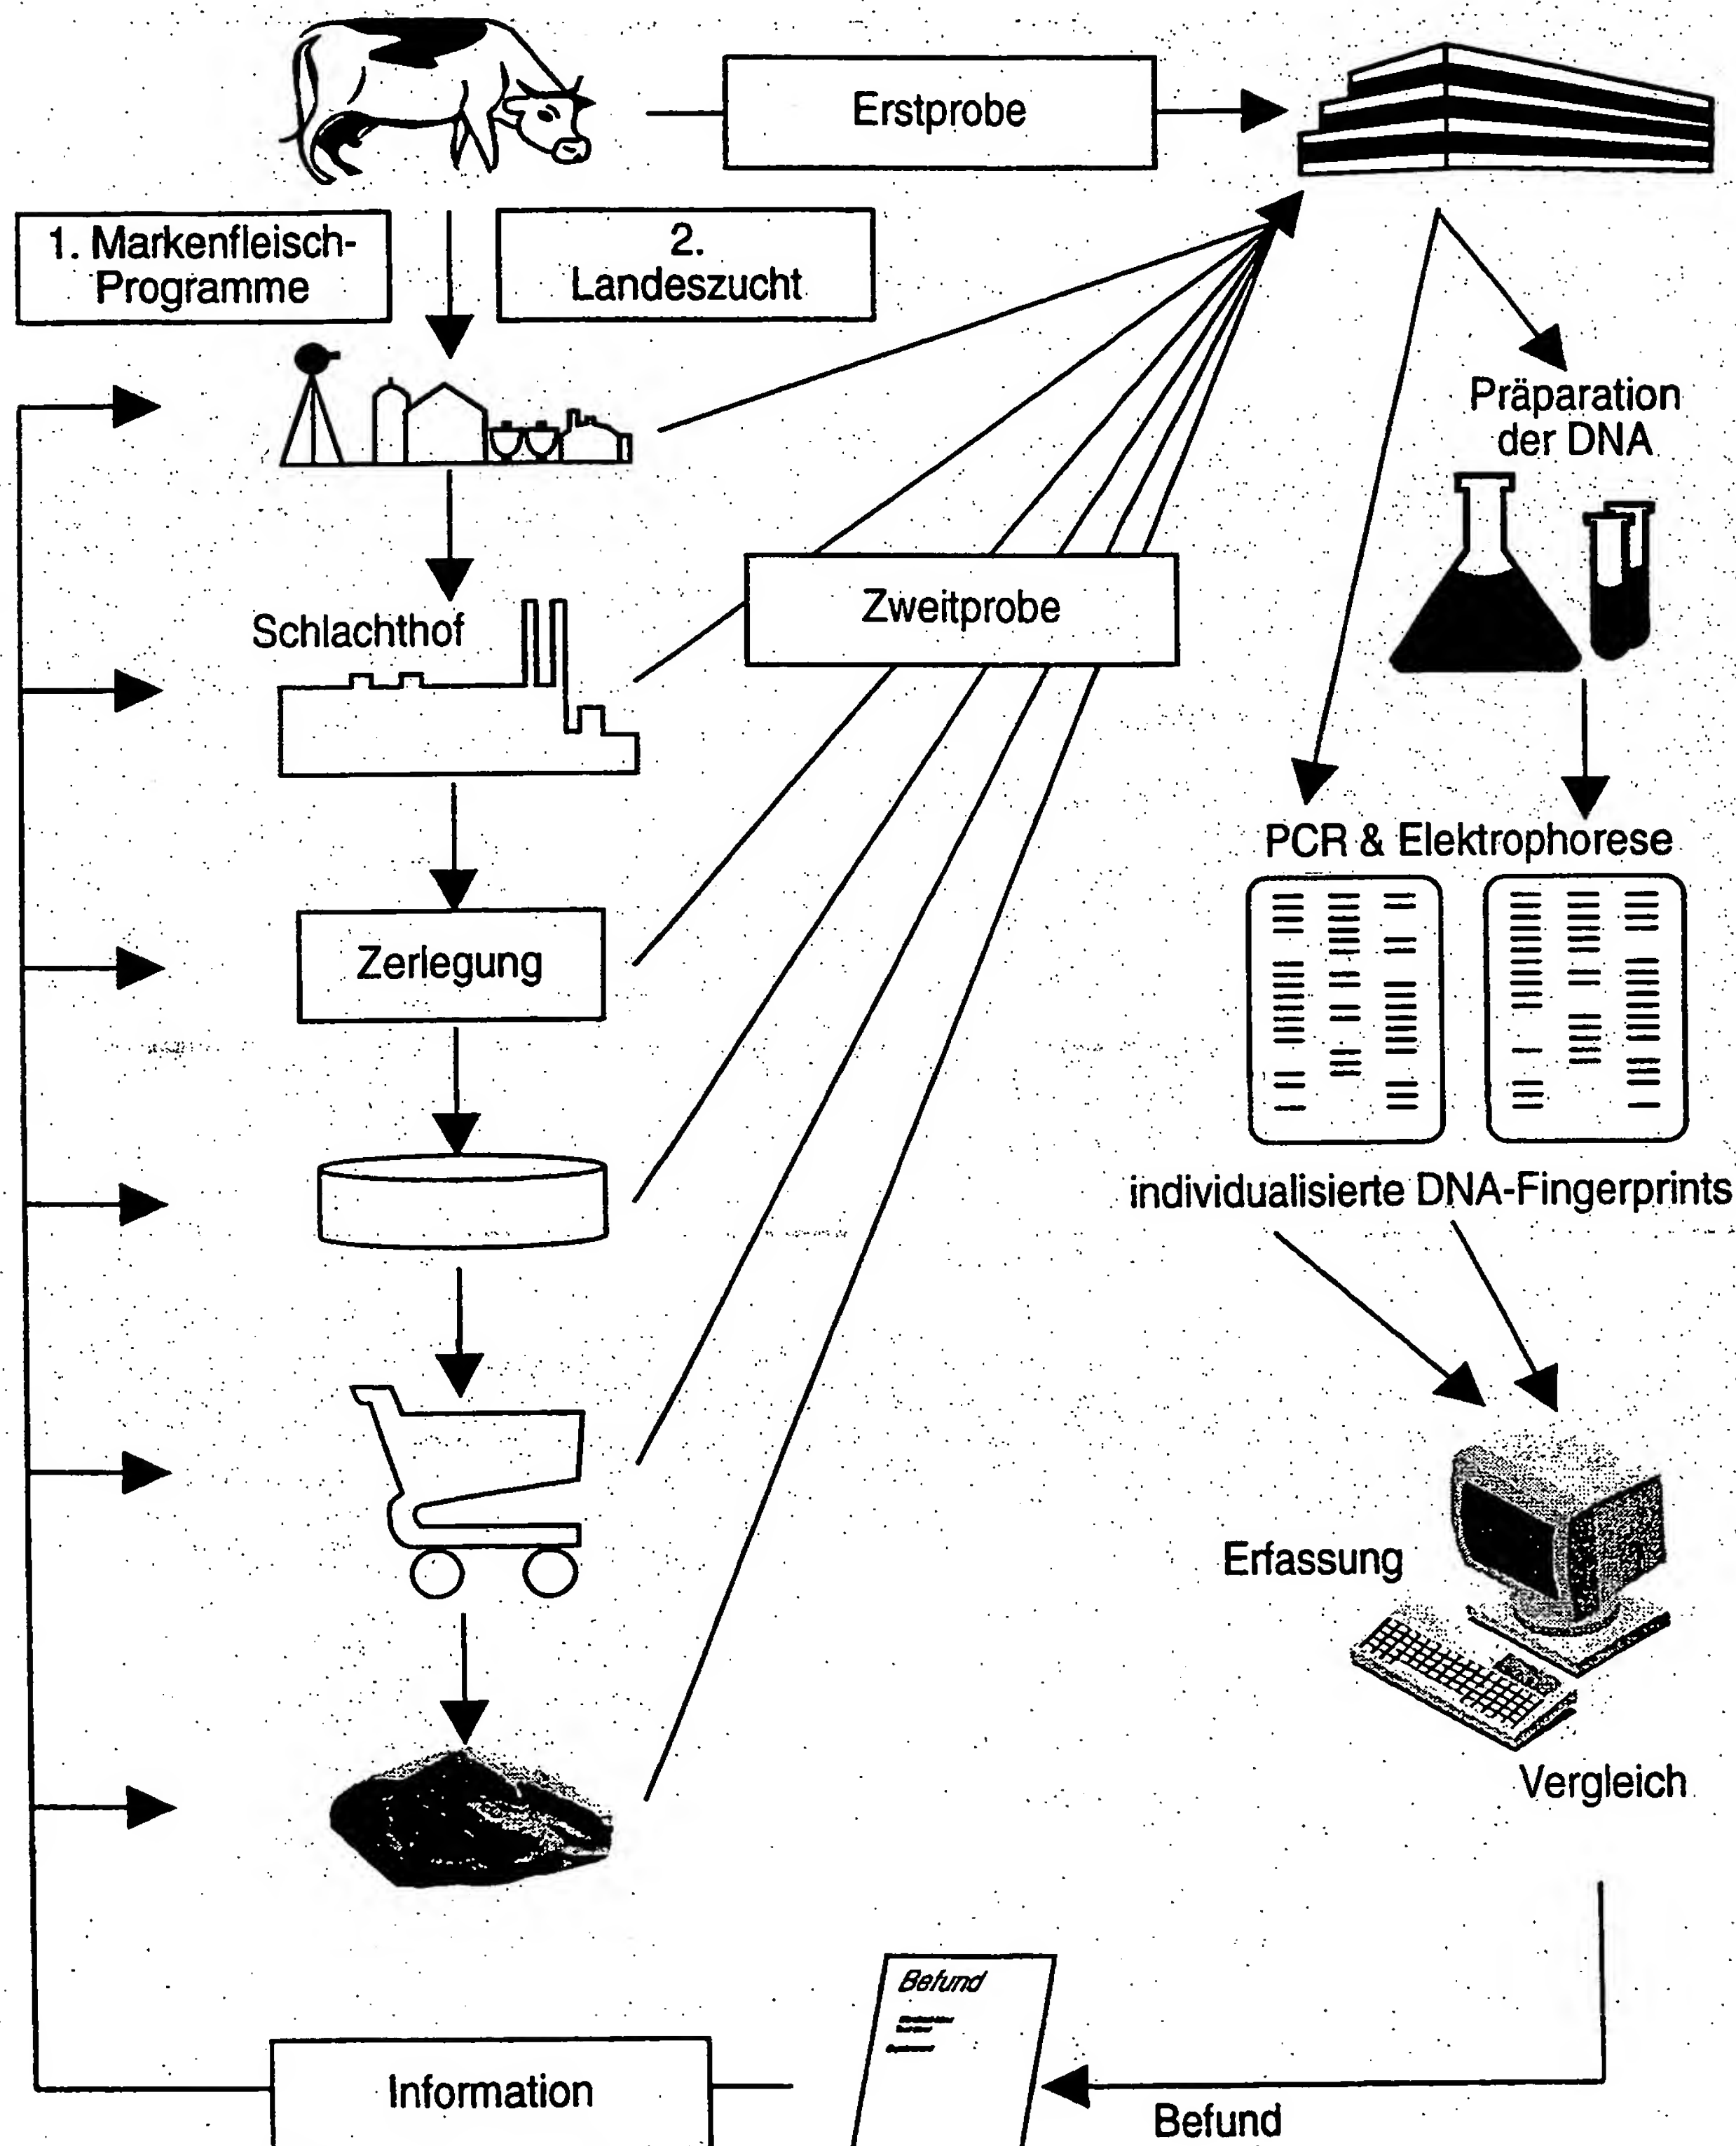 Erstprobe
1. Markenfleisch-
Programme
2.
Landeszucht
Präparation
der DNA
Schlachthof
Zweitprobe
PCR & Elektrophorese
Zerlegung
individualisierte DNA-Fingerprints
Erfassung
Vergleich
Befund
Information
Befund